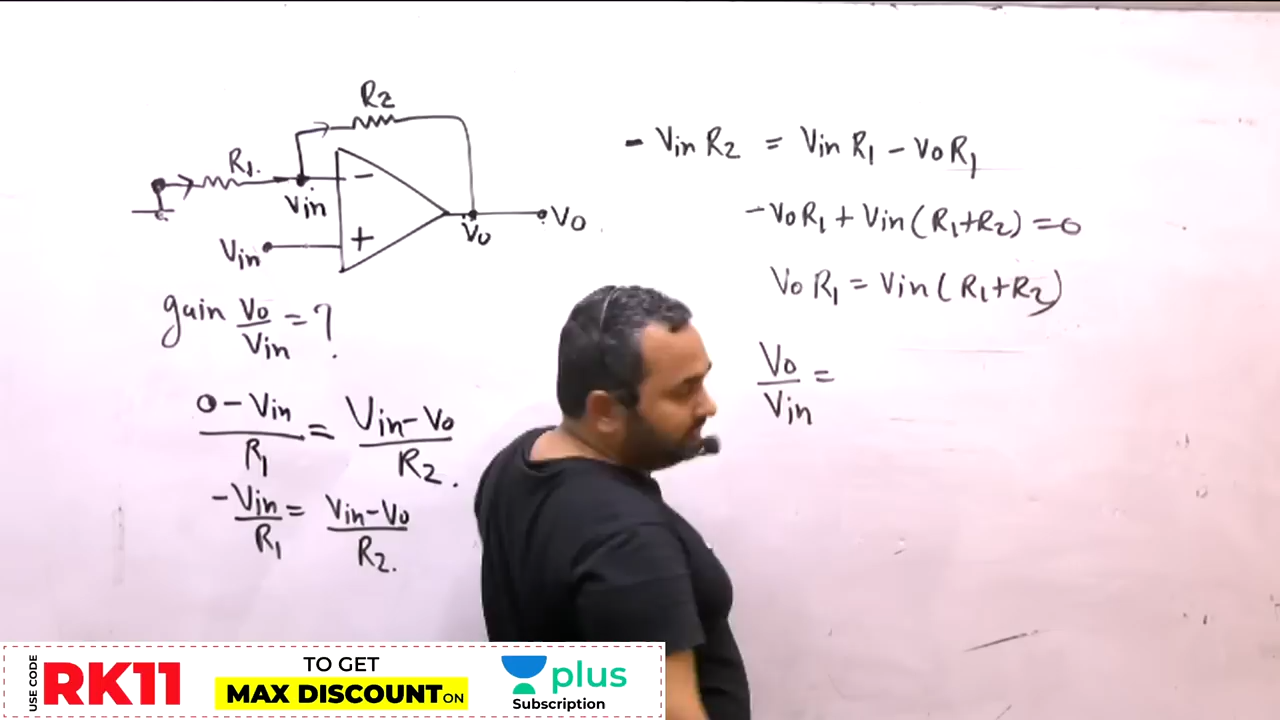 R2
R1.
Vin
-
+
Vin
Vo
Vo
gain Vo/Vin = ?
0 - Vin/R1 = Vin - Vo/R2.
-Vin/R1 = Vin - Vo/R2.
- Vin R2 = Vin R1 - Vo R1
-Vo R1 + Vin (R1+R2) = 0
Vo R1 = Vin (R1+R2)
Vo/Vin =
USE CODE
RK11
TO GET
MAX DISCOUNT ON
plus
Subscription